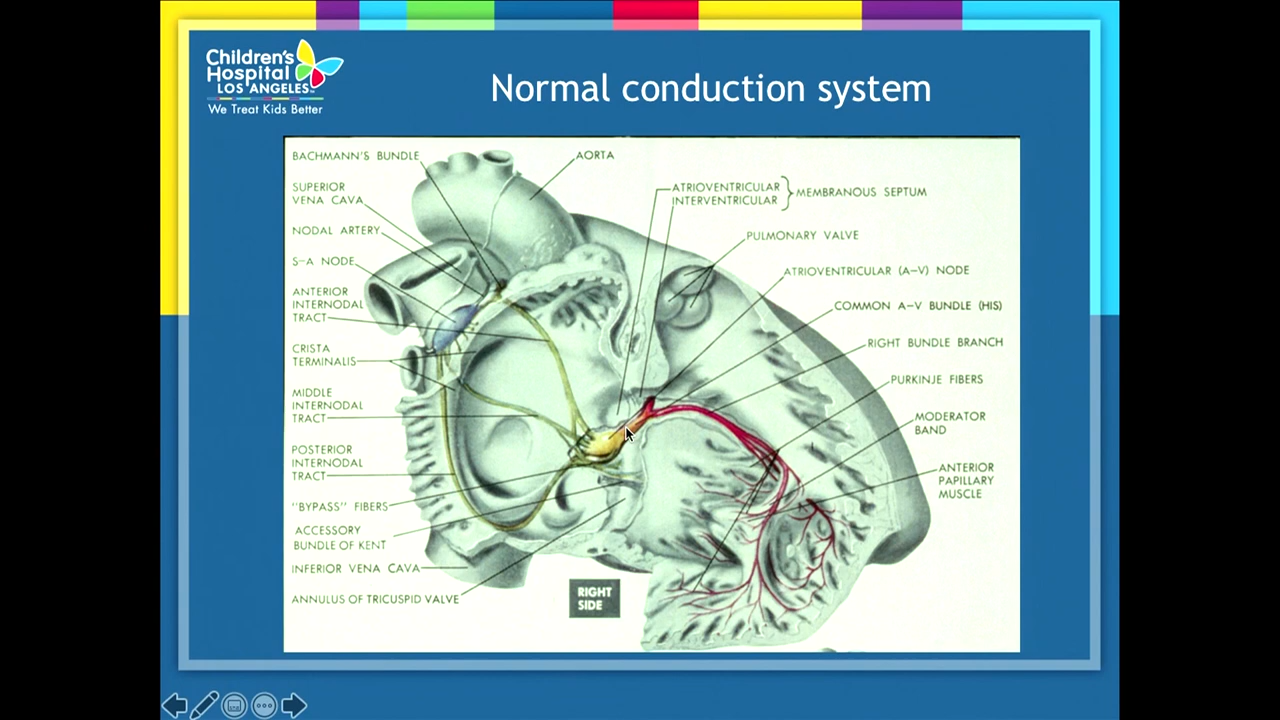 Children's
Hospital
LOS ANGELES
We Treat Kids Better
Normal conduction system
BACHMANN'S BUNDLE
SUPERIOR
VENA CAVA
NODAL ARTERY
S-A NODE
ANTERIOR
INTERNODAL
TRACT
CRISTA
TERMINALIS
MIDDLE
INTERNODAL
TRACT
POSTERIOR
INTERNODAL
TRACT
"BYPASS" FIBERS
ACCESSORY
BUNDLE OF KENT
INFERIOR VENA CAVA
ANNULUS OF TRICUSPID VALVE
AORTA
ATRIOVENTRICULAR
INTERVENTRICULAR
MEMBRANOUS SEPTUM
PULMONARY VALVE
ATRIOVENTRICULAR (A-V) NODE
COMMON A-V BUNDLE (HIS)
RIGHT BUNDLE BRANCH
PURKINJE FIBERS
MODERATOR
BAND
ANTERIOR
PAPILLARY
MUSCLE
RIGHT
SIDE